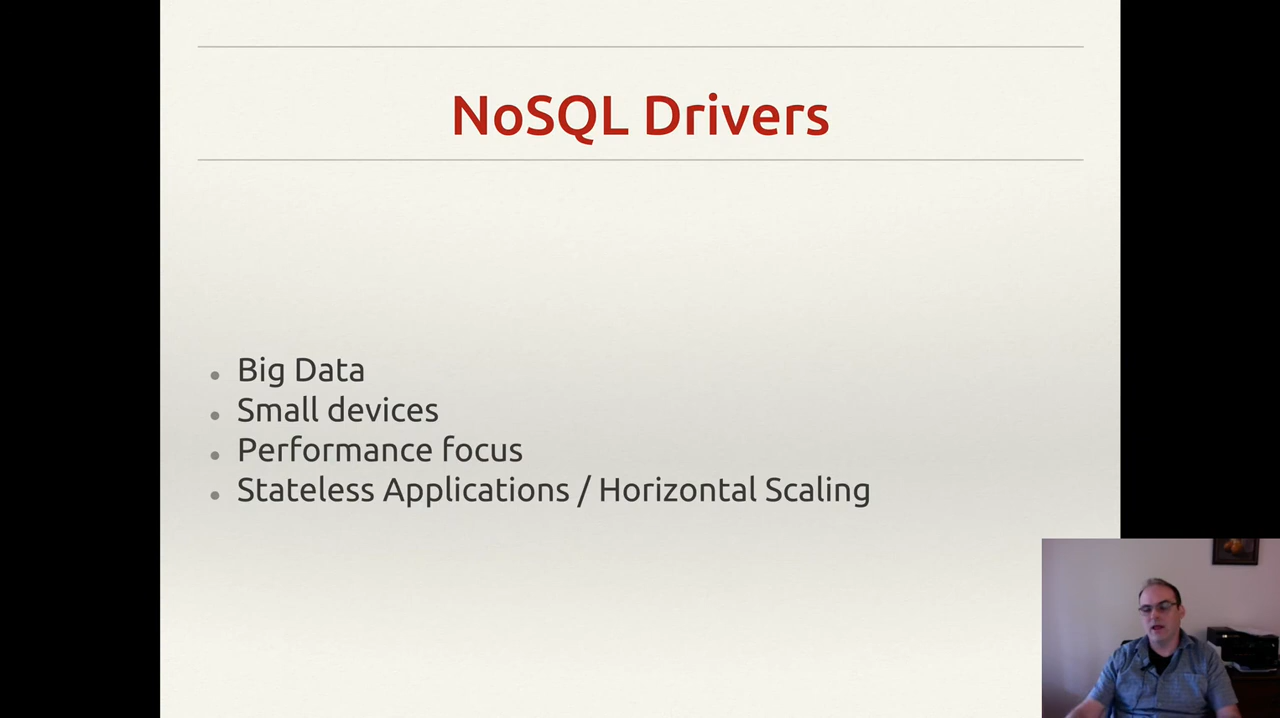 NoSQL Drivers
Big Data
Small devices
Performance focus
Stateless Applications / Horizontal Scaling